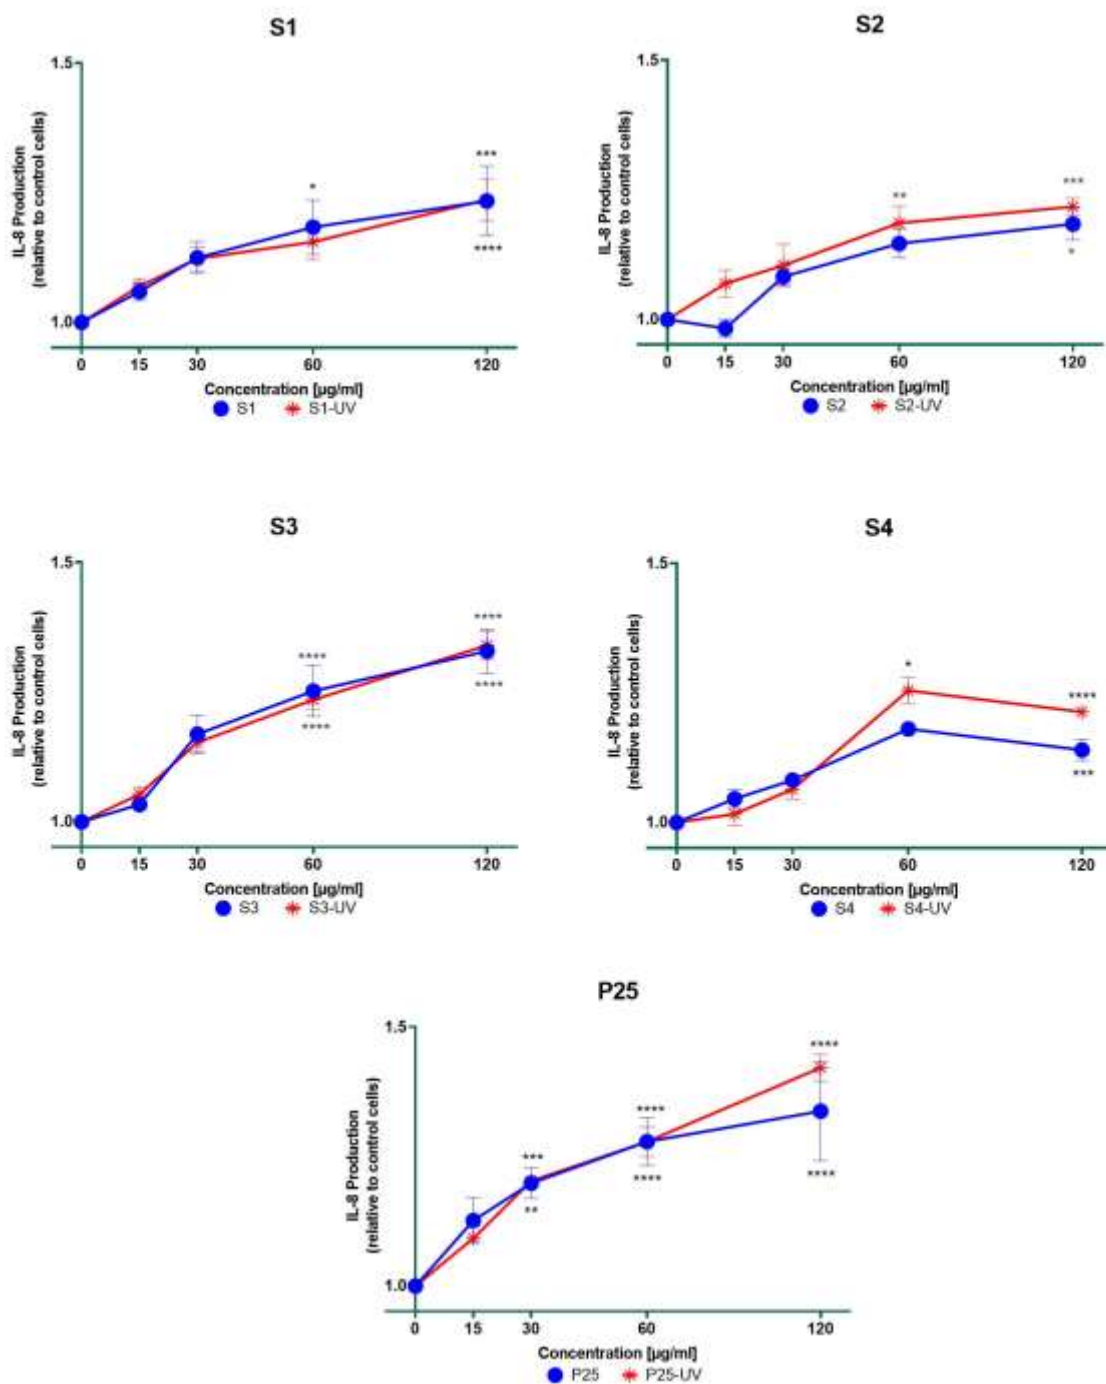 S1
1.5
IL-8 Production
(relative to control cells)
*
***
****
1.0
0 15 30 60 120
Concentration [µg/ml]
S1 S1-UV
S2
1.5
IL-8 Production
(relative to control cells)
**
***
*
1.0
0 15 30 60 120
Concentration [µg/ml]
S2 S2-UV
S3
1.5
IL-8 Production
(relative to control cells)
****
****
****
****
1.0
0 15 30 60 120
Concentration [µg/ml]
S3 S3-UV
S4
1.5
IL-8 Production
(relative to control cells)
*
****
***
1.0
0 15 30 60 120
Concentration [µg/ml]
S4 S4-UV
P25
1.5
IL-8 Production
(relative to control cells)
***
**
****
****
****
****
1.0
0 15 30 60 120
Concentration [µg/ml]
P25 P25-UV